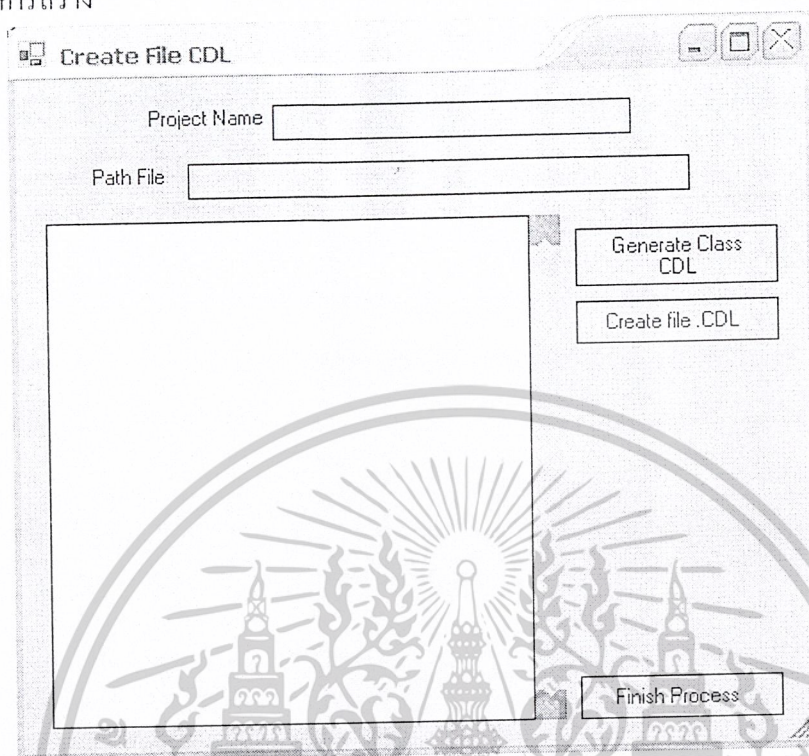 Create File CDL
Project Name
Path File
Generate Class
CDL
Create file .CDL
Finish Process